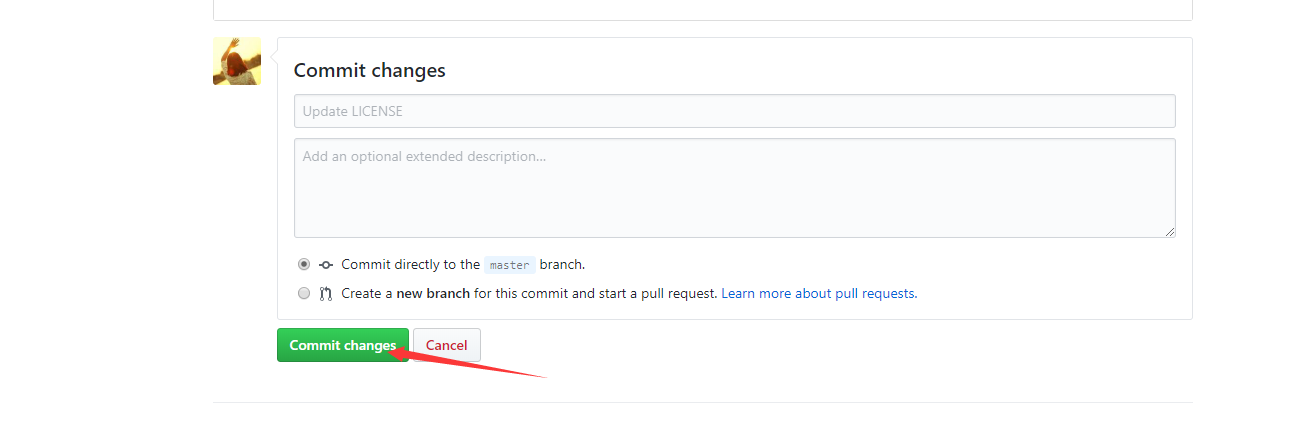 Commit changes
Update LICENSE
Add an optional extended description...
Commit directly to the master branch.
Create a new branch for this commit and start a pull request. Learn more about pull requests.
Commit changes Cancel